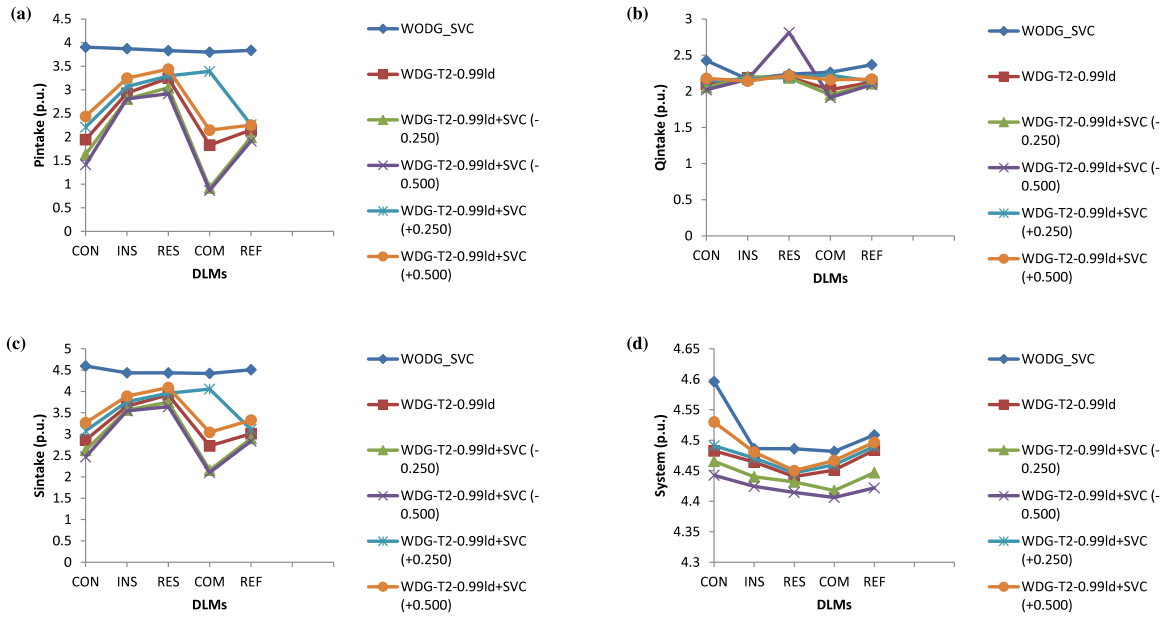 (a)
4.5
4
3.5
3
2.5
2
1.5
1
0.5
0
Pintake (p.u.)
CON INS RES COM REF
DLMs
WODG_SVC
WDG-T2-0.99ld
WDG-T2-0.99ld+SVC (-
0.250)
WDG-T2-0.99ld+SVC (-
0.500)
WDG-T2-0.99ld+SVC
(+0.250)
WDG-T2-0.99ld+SVC
(+0.500)
(b)
3
2.5
2
1.5
1
0.5
0
Qintake (p.u.)
CON INS RES COM REF
DLMs
WODG_SVC
WDG-T2-0.99ld
WDG-T2-0.99ld+SVC (-
0.250)
WDG-T2-0.99ld+SVC (-
0.500)
WDG-T2-0.99ld+SVC
(+0.250)
WDG-T2-0.99ld+SVC
(+0.500)
(c)
5
4.5
4
3.5
3
2.5
2
1.5
1
0.5
0
Sintake (p.u.)
CON INS RES COM REF
DLMs
WODG_SVC
WDG-T2-0.99ld
WDG-T2-0.99ld+SVC (-
0.250)
WDG-T2-0.99ld+SVC (-
0.500)
WDG-T2-0.99ld+SVC
(+0.250)
WDG-T2-0.99ld+SVC
(+0.500)
(d)
4.65
4.6
4.55
4.5
4.45
4.4
4.35
4.3
System (p.u.)
CON INS RES COM REF
DLMs
WODG_SVC
WDG-T2-0.99ld
WDG-T2-0.99ld+SVC (-
0.250)
WDG-T2-0.99ld+SVC (-
0.500)
WDG-T2-0.99ld+SVC
(+0.250)
WDG-T2-0.99ld+SVC
(+0.500)